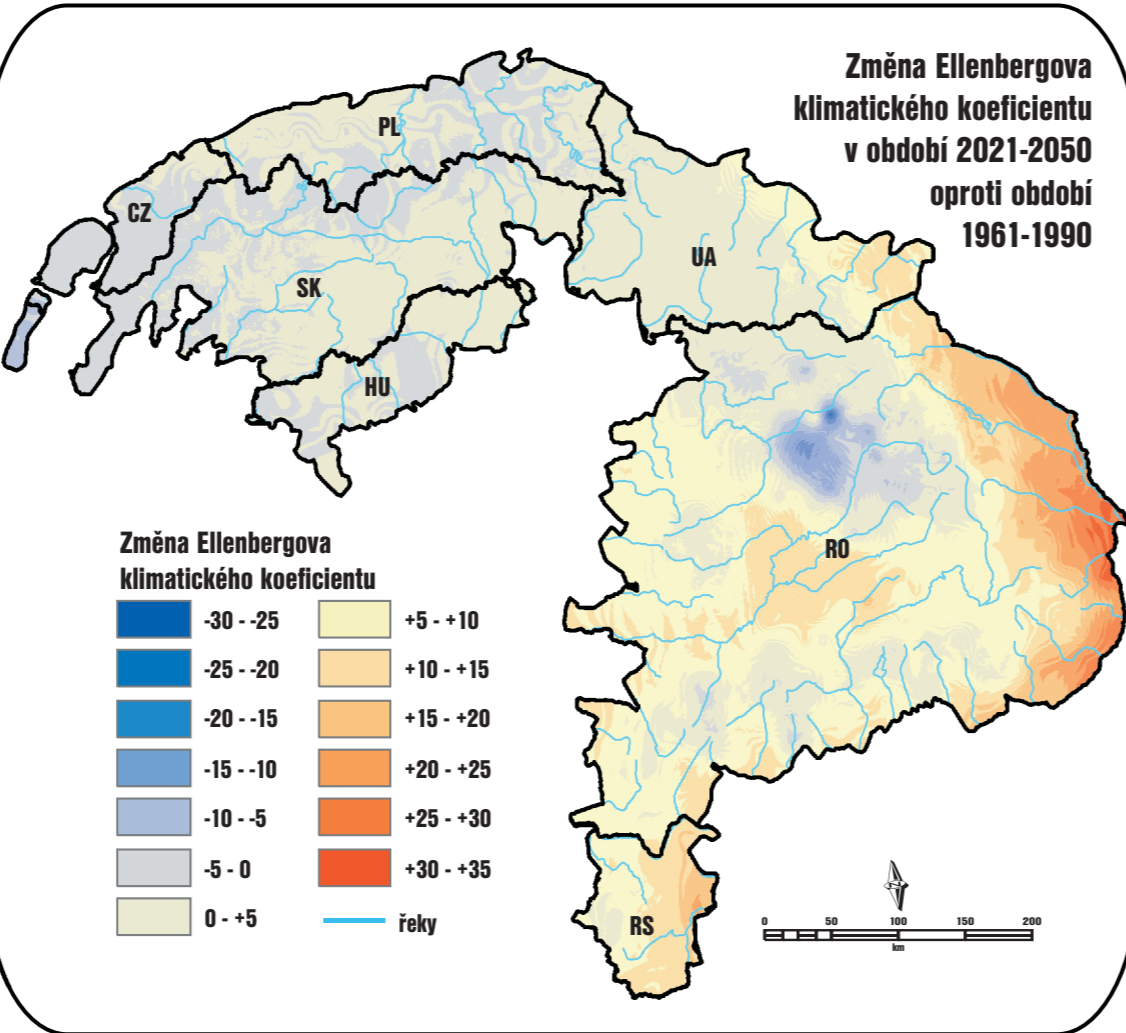 Změna Ellenbergova
klimatického koeficientu
v období 2021-2050
oproti období
1961-1990
PL
CZ
UA
SK
HU
RO
RS
Změna Ellenbergova
klimatického koeficientu
-30 - -25
-25 - -20
-20 - -15
-15 - -10
-10 - -5
-5 - 0
0 - +5
+5 - +10
+10 - +15
+15 - +20
+20 - +25
+25 - +30
+30 - +35
řeky
0 50 100 150 200
km